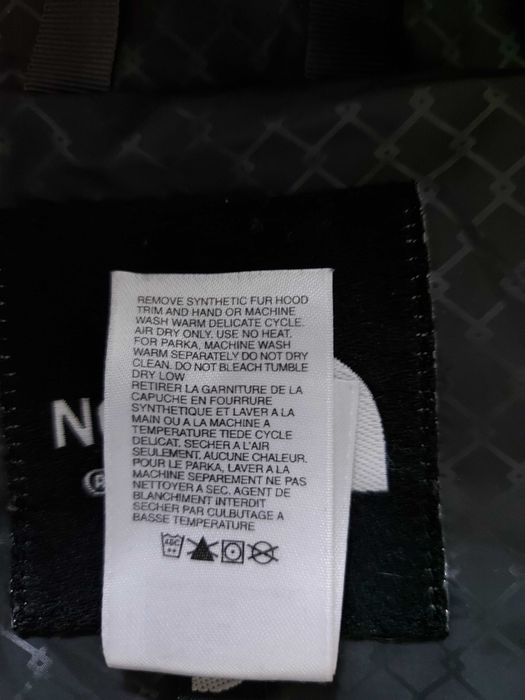 REMOVE SYNTHETIC FUR HOOD
TRIM AND HAND OR MACHINE
WASH WARM DELICATE CYCLE.
AIR DRY ONLY. USE NO HEAT.
FOR PARKA, MACHINE WASH
WARM SEPARATELY DO NOT DRY
CLEAN. DO NOT BLEACH TUMBLE
DRY LOW
RETIRER LA GARNITURE DE LA
CAPUCHE EN FOURRURE
SYNTHETIQUE ET LAVER A LA
MAIN OU A LA MACHINE A
TEMPERATURE TIEDE CYCLE
DELICAT. SECHER A L'AIR
SEULEMENT, AUCUNE CHALEUR.
POUR LE PARKA, LAVER A LA
MACHINE SEPAREMENT NE PAS
NETTOYER A SEC. AGENT DE
BLANCHIMENT INTERDIT
SECHER PAR CULBUTAGE A
BASSE TEMPERATURE
40C